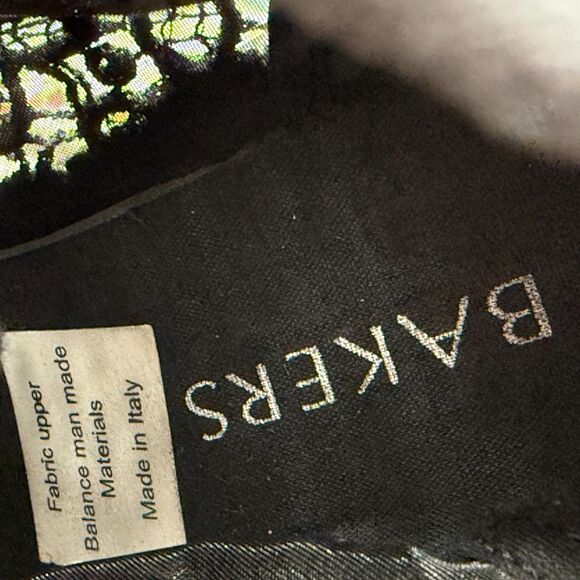 BAKERS
Fabric upper
Balance man made
Materials
Made in Italy